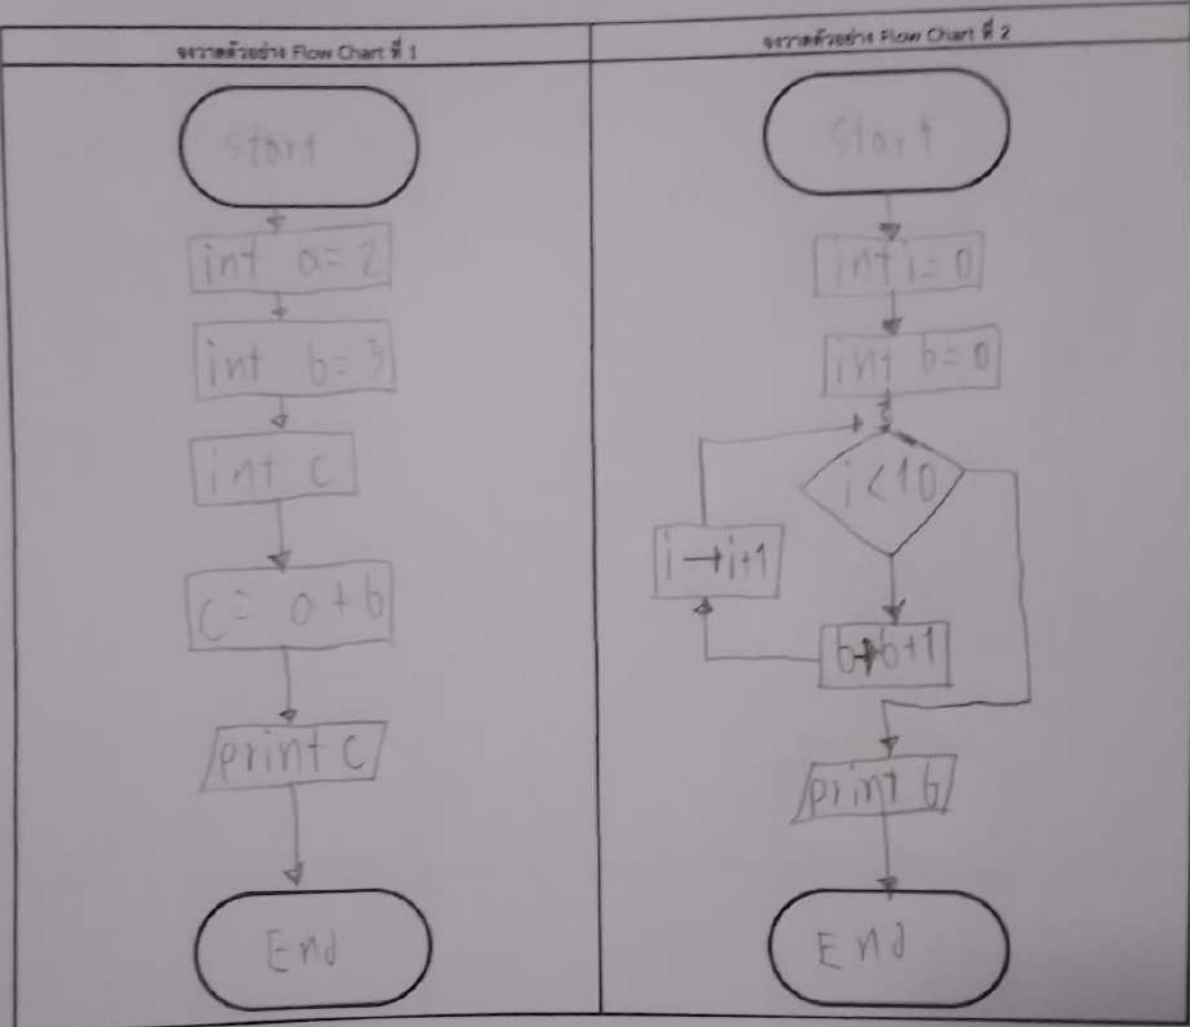 จงวาดตัวอย่าง Flow Chart ที่ 1
start
int a=2
int b=3
int c
c= a+b
print c
End
จงวาดตัวอย่าง Flow Chart ที่ 2
start
int i=0
int b=0
i<10
i→i+1
b→b+1
print b
End